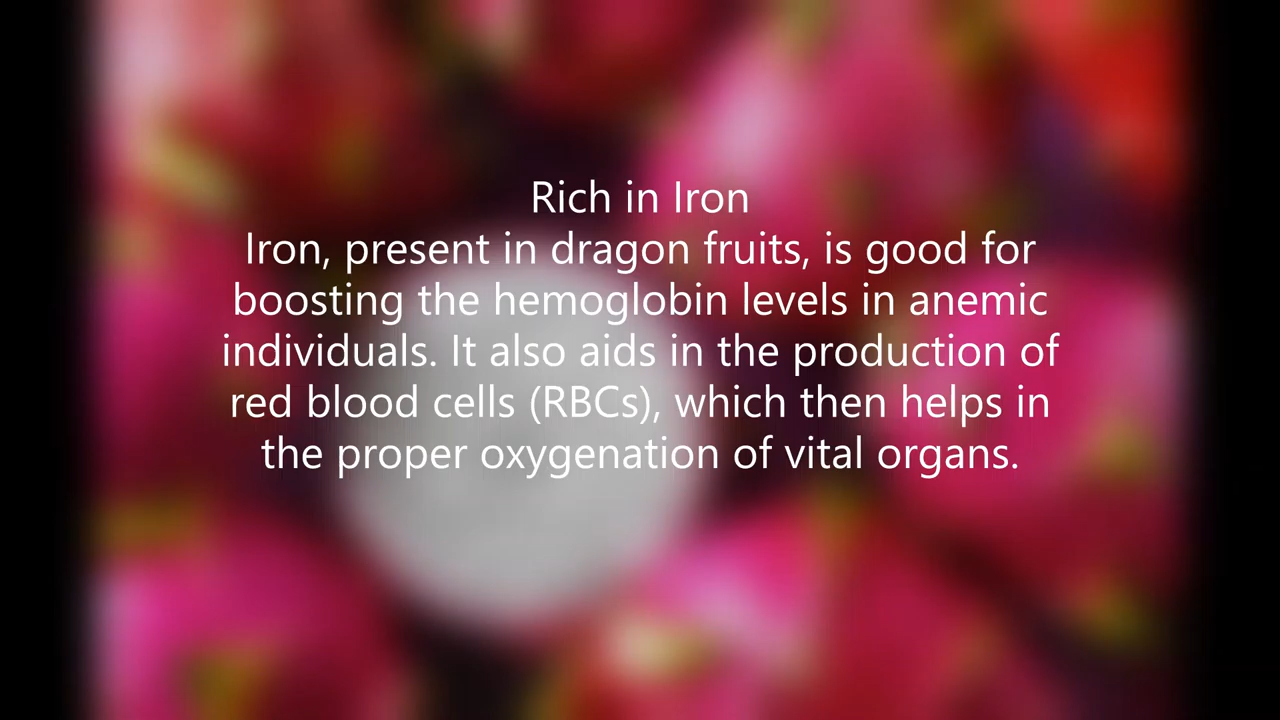 Rich in Iron
Iron, present in dragon fruits, is good for
boosting the hemoglobin levels in anemic
individuals. It also aids in the production of
red blood cells (RBCs), which then helps in
the proper oxygenation of vital organs.